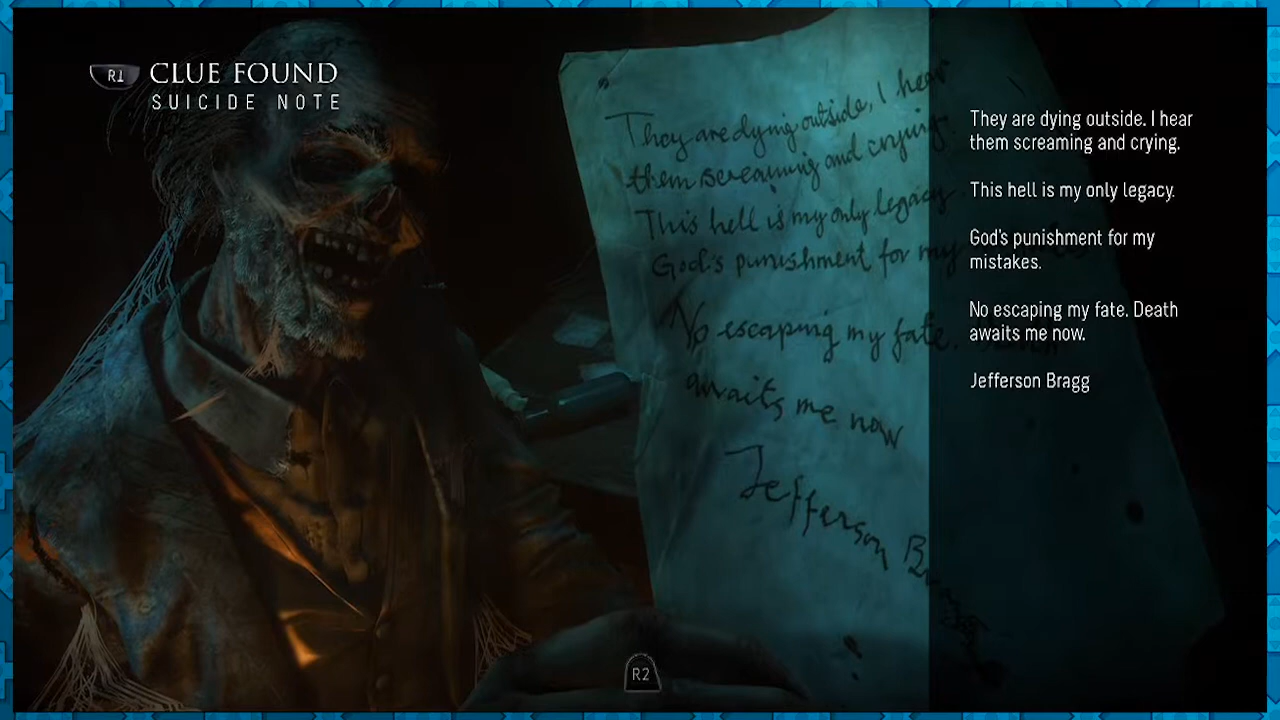 R1 CLUE FOUND
SUICIDE NOTE
They are dying outside, I hear
them screaming and crying.
This hell is my only legacy
God's punishment for my
No escaping my fate.
awaits me now
Jefferson
They are dying outside. I hear
them screaming and crying.
This hell is my only legacy.
God's punishment for my
mistakes.
No escaping my fate. Death
awaits me now.
Jefferson Bragg
R2